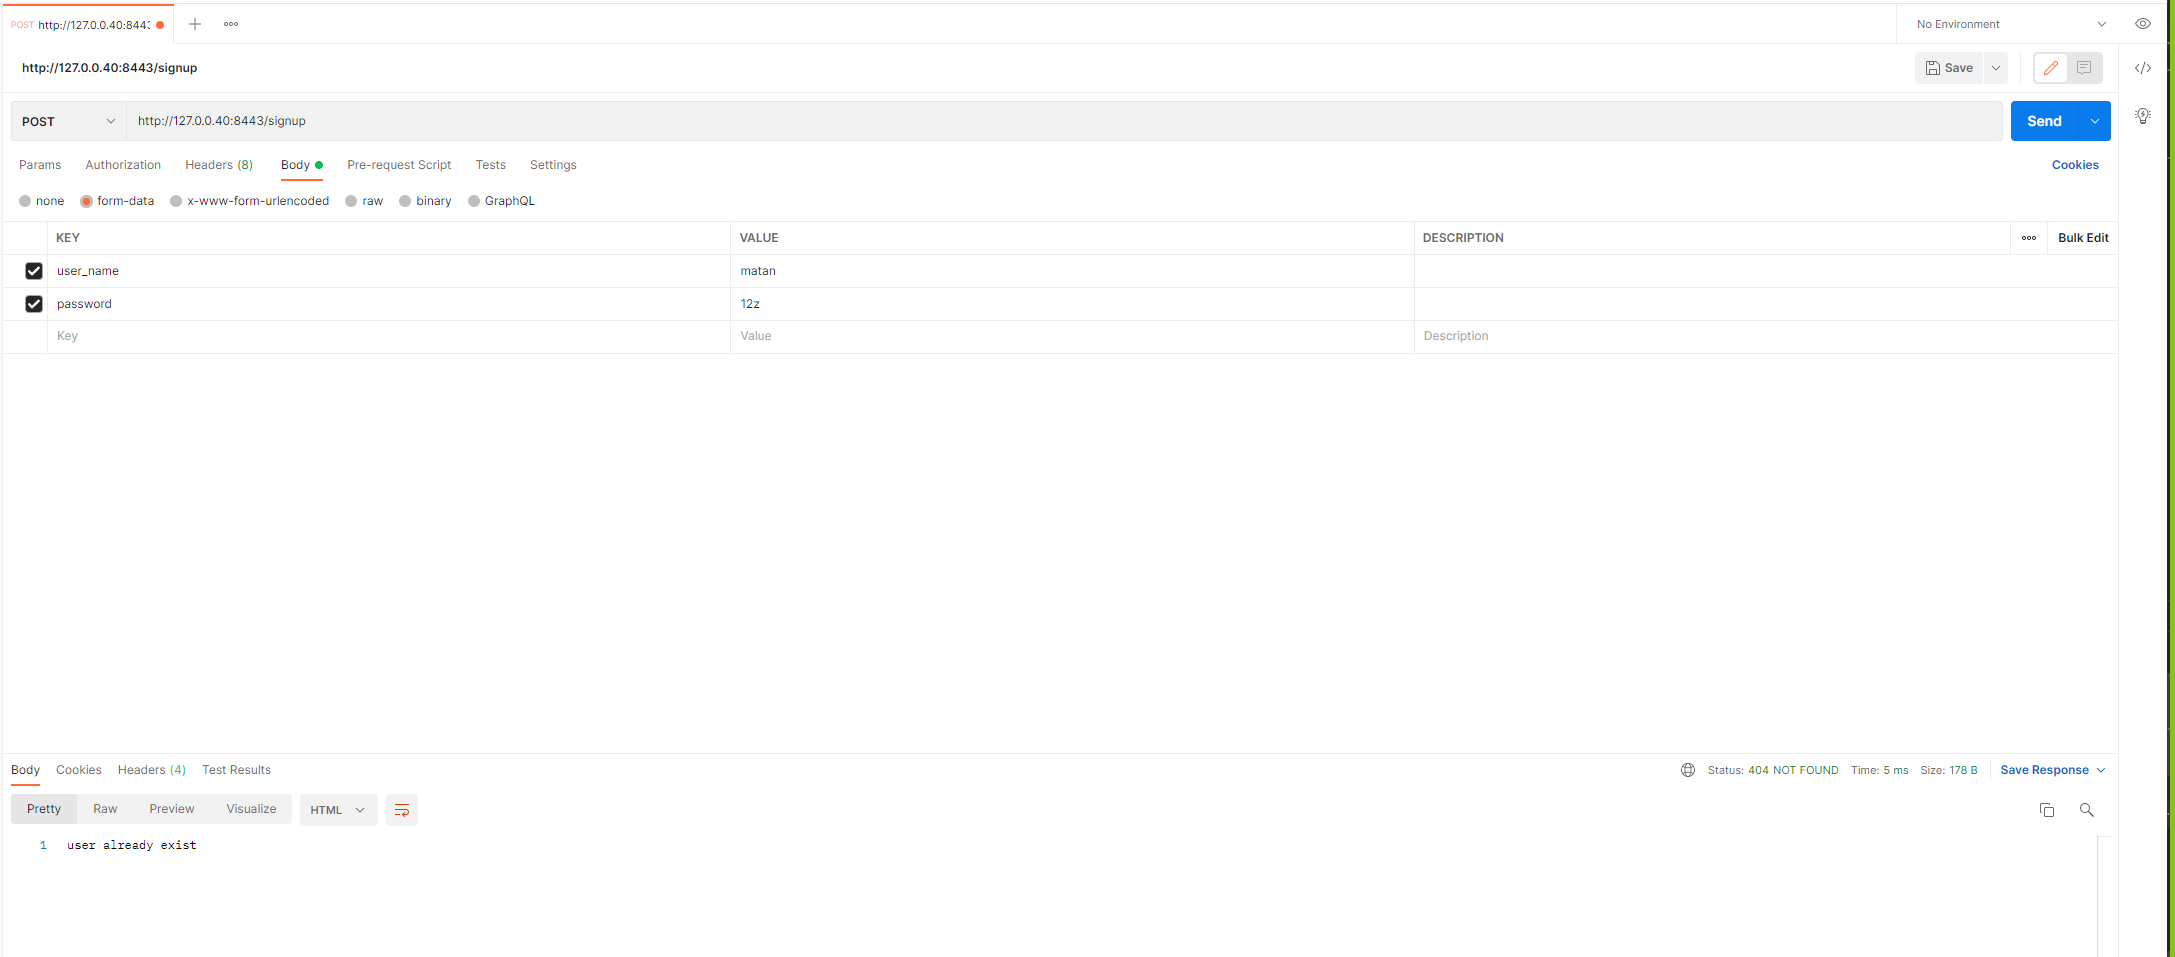 POST http://127.0.0.40:844: No Environment
http://127.0.0.40:8443/signup Save
POST http://127.0.0.40:8443/signup Send
Params Authorization Headers (8) Body Pre-request Script Tests Settings Cookies
none form-data x-www-form-urlencoded raw binary GraphQL
KEY VALUE DESCRIPTION Bulk Edit
user_name matan
password 12z
Key Value Description
Body Cookies Headers (4) Test Results Status: 404 NOT FOUND Time: 5 ms Size: 178 B Save Response
Pretty Raw Preview Visualize HTML
1 user already exist